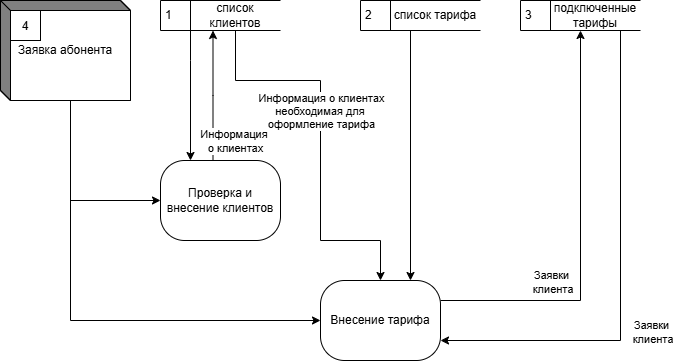 4
Заявка абонента
1
список
клиентов
2
список тарифа
3
подключенные
тарифы
Информация о клиентах
необходимая для
оформление тарифа
Информация
о клиентах
Проверка и
внесение клиентов
Заявки
клиента
Внесение тарифа
Заявки
клиента